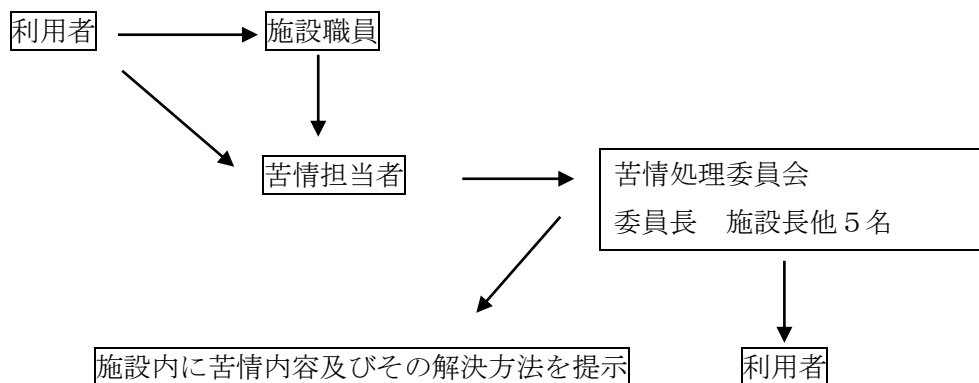 利用者
施設職員
苦情担当者
苦情処理委員会
委員長　施設長他５名
施設内に苦情内容及びその解決方法を提示
利用者